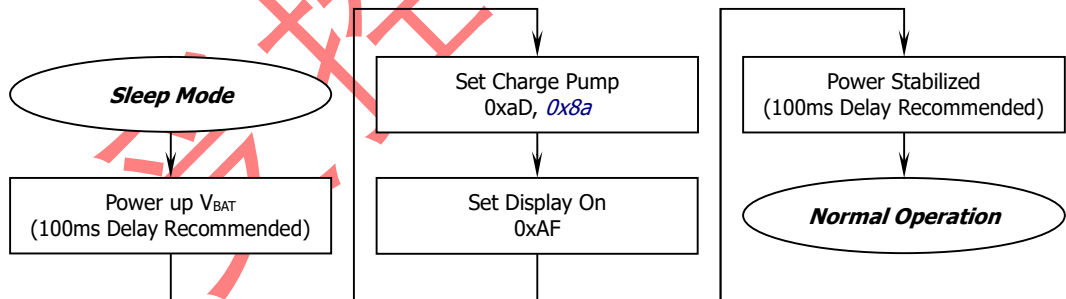 Sleep Mode
Power up VBAT
(100ms Delay Recommended)
Set Charge Pump
0xaD, 0x8a
Set Display On
0xAF
Power Stabilized
(100ms Delay Recommended)
Normal Operation